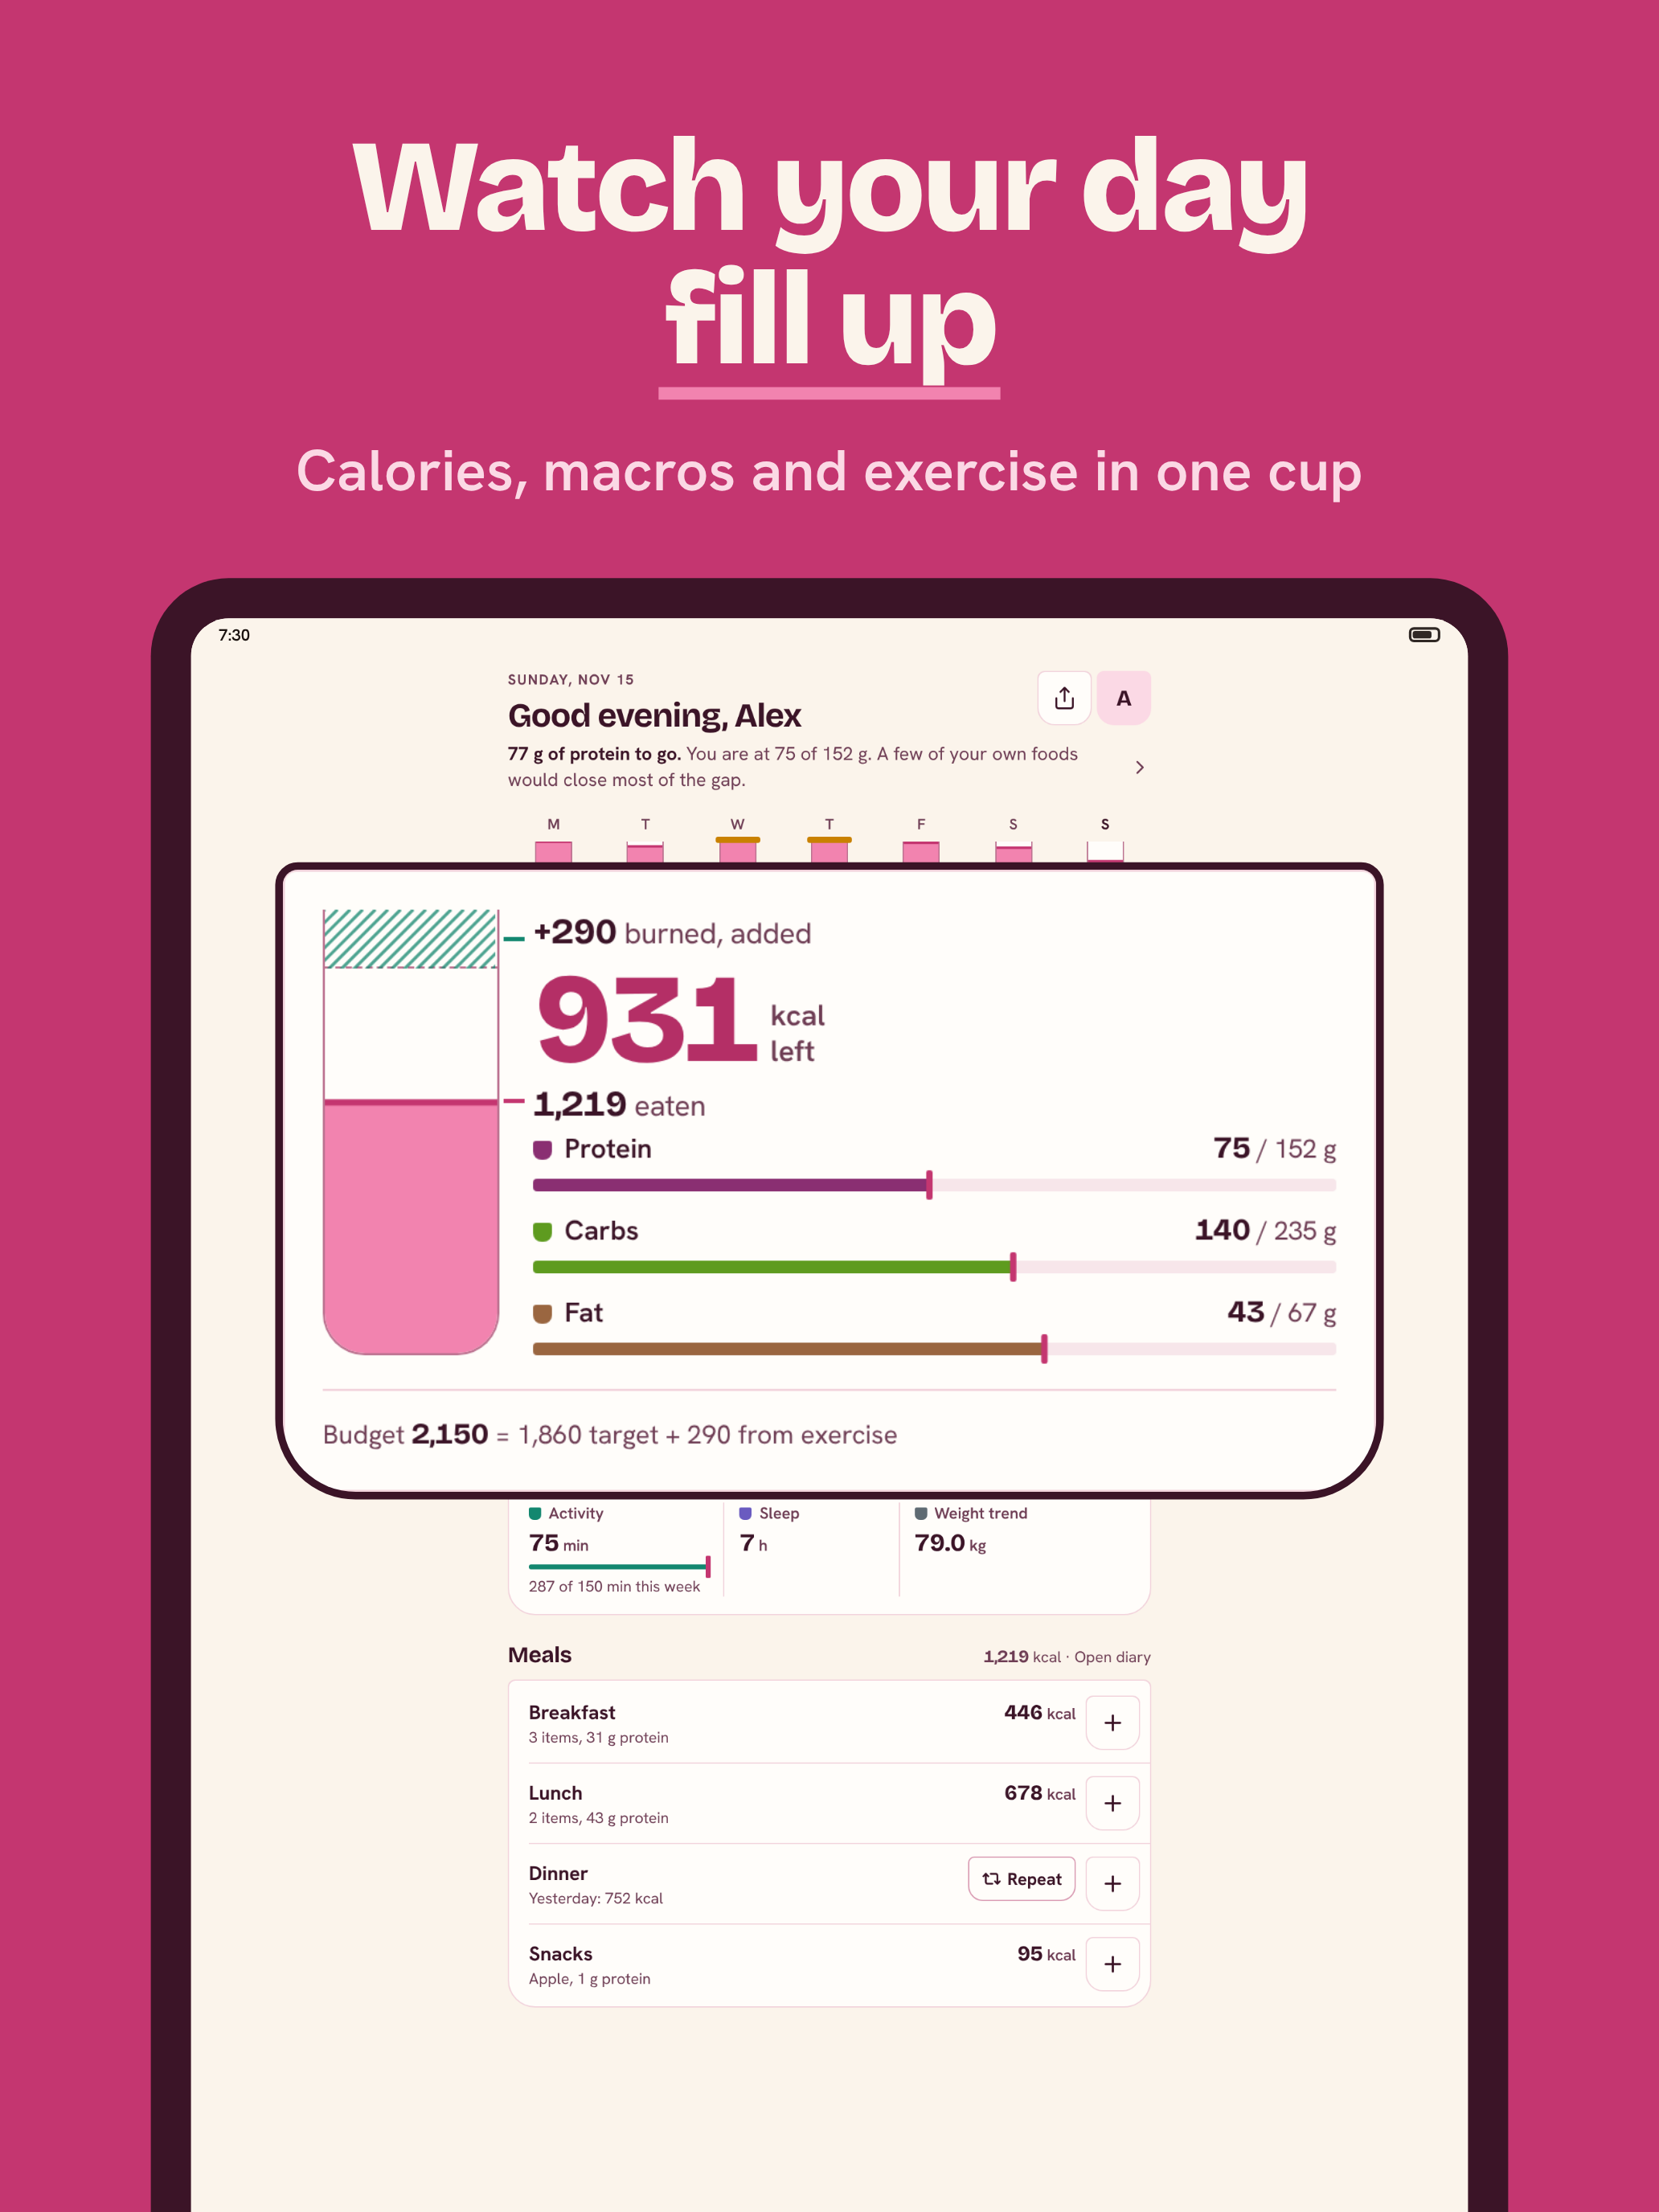 Watch your day
fill up
Calories, macros and exercise in one cup
7:30
SUNDAY, NOV 15
Good evening, Alex
A
77 g of protein to go. You are at 75 of 152 g. A few of your own foods
would close most of the gap.
M T W T F S S
+290 burned, added
931 kcal left
1,219 eaten
Protein 75 / 152 g
Carbs 140 / 235 g
Fat 43 / 67 g
Budget 2,150 = 1,860 target + 290 from exercise
Activity Sleep Weight trend
75 min 7 h 79.0 kg
287 of 150 min this week
Meals 1,219 kcal · Open diary
Breakfast 446 kcal
3 items, 31 g protein
Lunch 678 kcal
2 items, 43 g protein
Dinner Repeat
Yesterday: 752 kcal
Snacks 95 kcal
Apple, 1 g protein